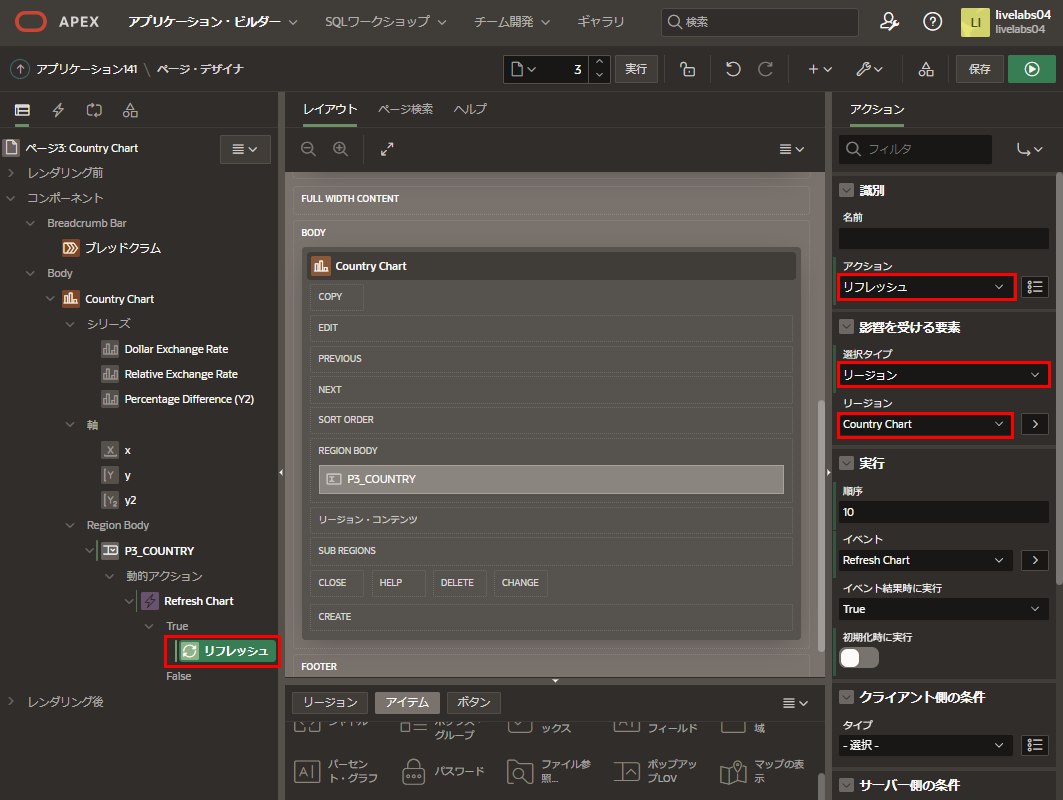 APEX
アプリケーション・ビルダー
SQLワークショップ
チーム開発
ギャラリ
検索
LI
livelabs04
livelabs04
アプリケーション141 \ ページ・デザイナ
3
実行
保存
ページ3: Country Chart
レンダリング前
コンポーネント
Breadcrumb Bar
ブレッドクラム
Body
Country Chart
シリーズ
Dollar Exchange Rate
Relative Exchange Rate
Percentage Difference (Y2)
軸
x
y
y2
Region Body
P3_COUNTRY
動的アクション
Refresh Chart
True
リフレッシュ
False
レンダリング後
レイアウト
ページ検索
ヘルプ
FULL WIDTH CONTENT
BODY
Country Chart
COPY
EDIT
PREVIOUS
NEXT
SORT ORDER
REGION BODY
P3_COUNTRY
リージョン・コンテンツ
SUB REGIONS
CLOSE
HELP
DELETE
CHANGE
CREATE
FOOTER
リージョン
アイテム
ボタン
グループ
ックス
フィールド
域
パーセン
ト・グラフ
パスワード
ファイル参
照...
ポップアッ
プLOV
マップの表
示
アクション
フィルタ
識別
名前
アクション
リフレッシュ
影響を受ける要素
選択タイプ
リージョン
リージョン
Country Chart
実行
順序
10
イベント
Refresh Chart
イベント結果時に実行
True
初期化時に実行
クライアント側の条件
タイプ
- 選択 -
サーバー側の条件